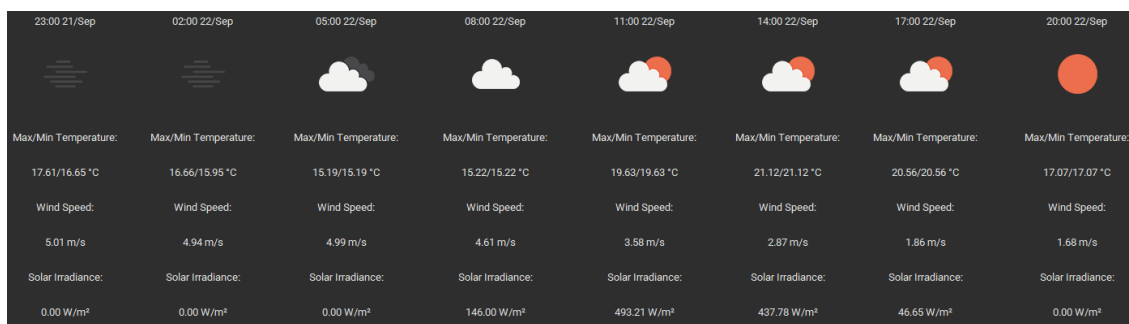 23:00 21/Sep 02:00 22/Sep 05:00 22/Sep 08:00 22/Sep 11:00 22/Sep 14:00 22/Sep 17:00 22/Sep 20:00 22/Sep
Max/Min Temperature: Max/Min Temperature: Max/Min Temperature: Max/Min Temperature: Max/Min Temperature: Max/Min Temperature: Max/Min Temperature: Max/Min Temperature:
17.61/16.65 °C 16.66/15.95 °C 15.19/15.19 °C 15.22/15.22 °C 19.63/19.63 °C 21.12/21.12 °C 20.56/20.56 °C 17.07/17.07 °C
Wind Speed: Wind Speed: Wind Speed: Wind Speed: Wind Speed: Wind Speed: Wind Speed: Wind Speed:
5.01 m/s 4.94 m/s 4.99 m/s 4.61 m/s 3.58 m/s 2.87 m/s 1.86 m/s 1.68 m/s
Solar Irradiance: Solar Irradiance: Solar Irradiance: Solar Irradiance: Solar Irradiance: Solar Irradiance: Solar Irradiance: Solar Irradiance:
0.00 W/m² 0.00 W/m² 0.00 W/m² 146.00 W/m² 493.21 W/m² 437.78 W/m² 46.65 W/m² 0.00 W/m²